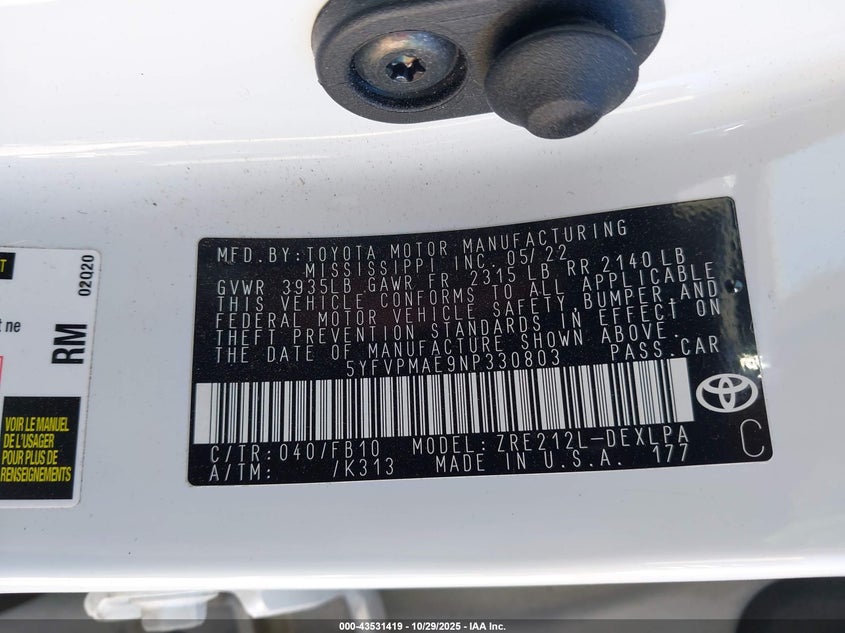 MFD.BY:TOYOTA MOTOR MANUFACTURING
MISSISSIPPI INC. 05/22
GVWR 3935LB GAWR FR 2315 LB RR 2140 LB
THIS VEHICLE CONFORMS TO ALL APPLICABLE
FEDERAL MOTOR VEHICLE SAFETY, BUMPER, AND
THEFT PREVENTION STANDARDS IN EFFECT ON
THE DATE OF MANUFACTURE SHOWN ABOVE.
5YFVPMAE9NP330803 PASS.CAR
C/TR: 040/FB10 MODEL: ZRE212L-DEXLPA
A/TM: /K313 MADE IN U.S.A. 177
C
T
t ne
RM
02Q20
VOIR LE MANUEL
DE L'USAGER
POUR PLUS DE
RENSEIGNEMENTS
000-43531419 | 10/29/2025 | IAA Inc.